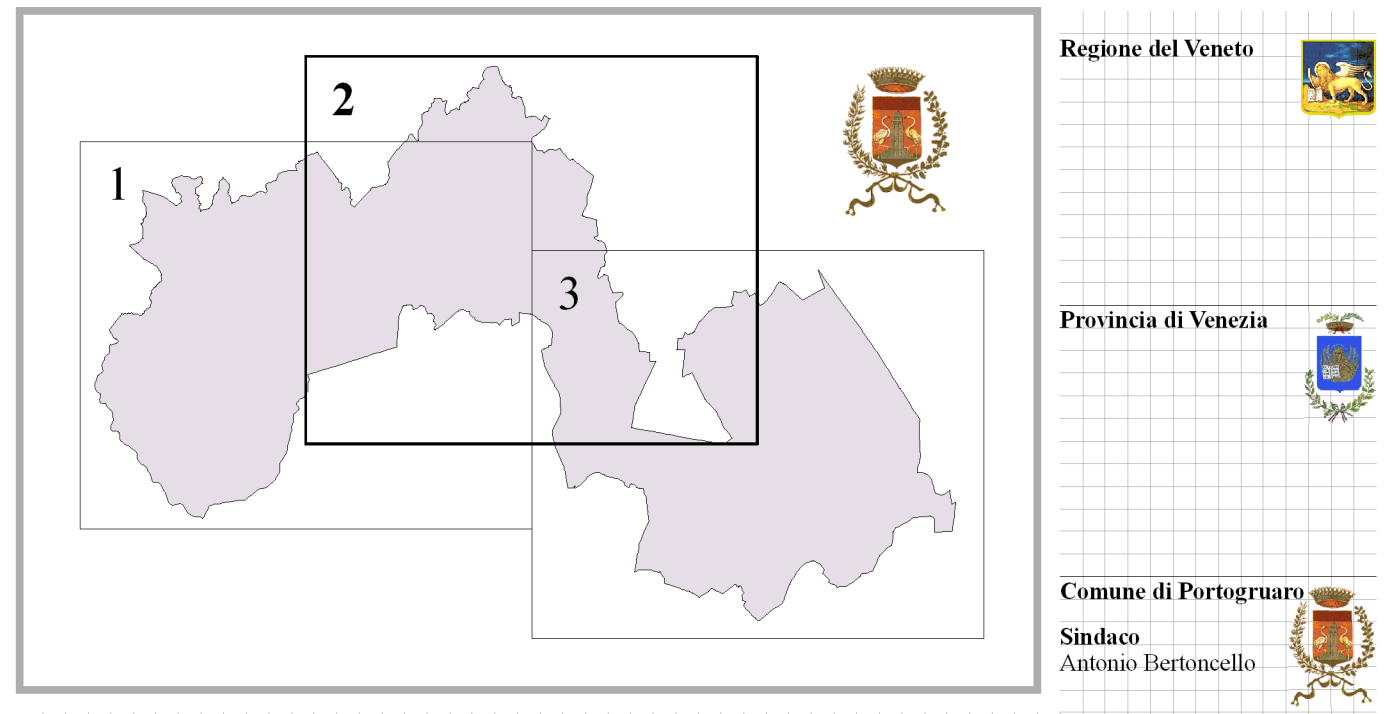 2
1
3
Regione del Veneto
Provincia di Venezia
Comune di Portogruaro
Sindaco
Antonio Bertoncello